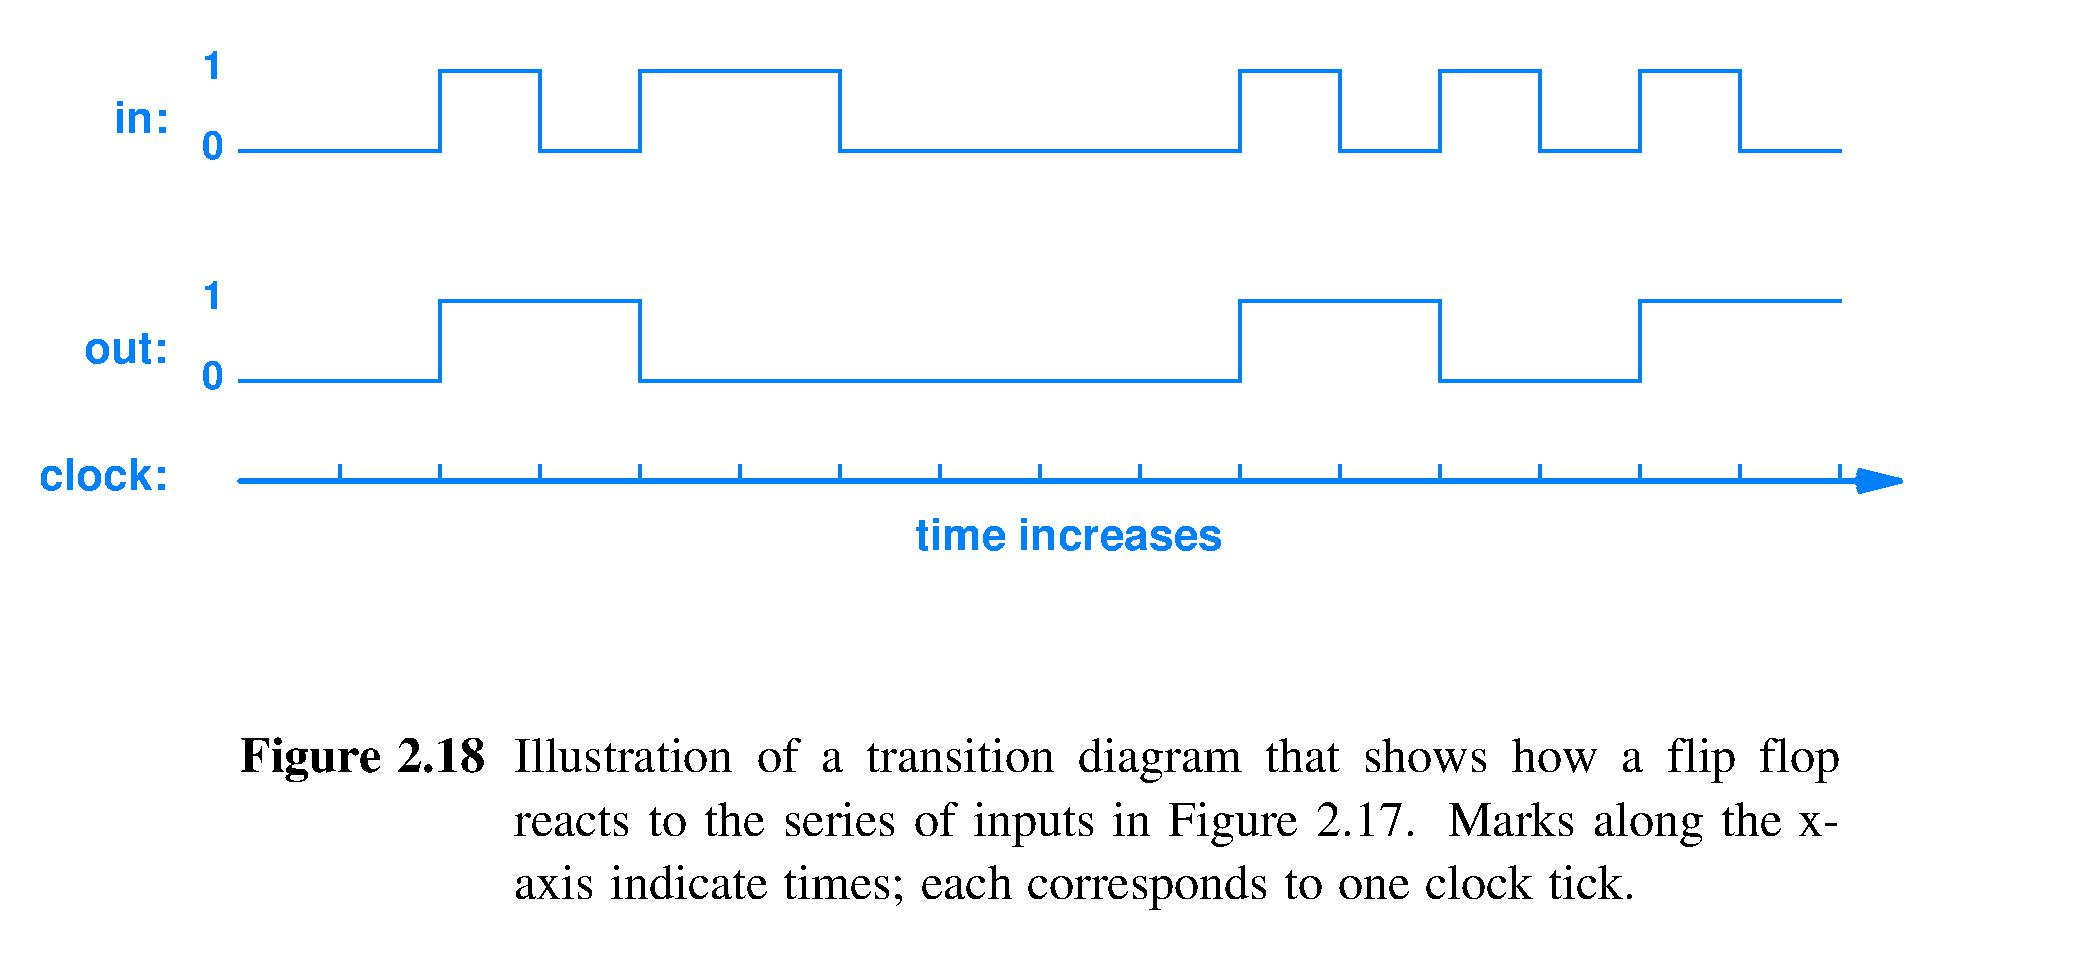 1
in:
0
1
out:
0
clock:
time increases
Figure 2.18 Illustration of a transition diagram that shows how a flip flop
reacts to the series of inputs in Figure 2.17. Marks along the x-
axis indicate times; each corresponds to one clock tick.